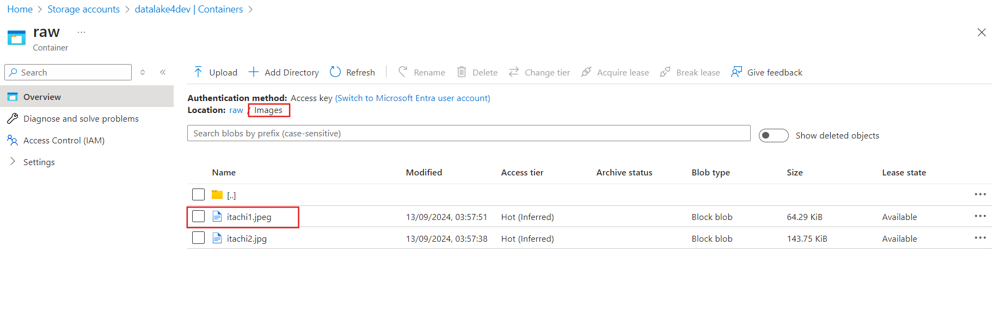 Home > Storage accounts > datalake4dev | Containers >
raw ...
Container
Search
Upload Add Directory Refresh Rename Delete Change tier Acquire lease Break lease Give feedback
Overview
Diagnose and solve problems
Access Control (IAM)
Settings
Authentication method: Access key (Switch to Microsoft Entra user account)
Location: raw / Images
Search blobs by prefix (case-sensitive)
Show deleted objects
Name Modified Access tier Archive status Blob type Size Lease state
[..]
itachi1.jpeg 13/09/2024, 03:57:51 Hot (Inferred) Block blob 64.29 KiB Available
itachi2.jpg 13/09/2024, 03:57:38 Hot (Inferred) Block blob 143.75 KiB Available